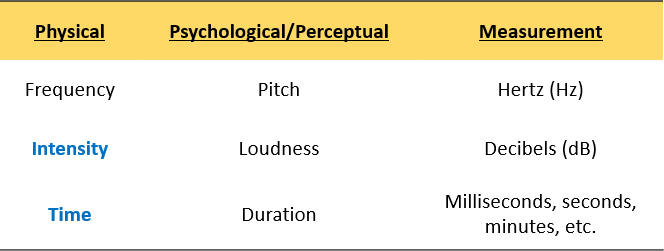 Physical Psychological/Perceptual Measurement
Frequency Pitch Hertz (Hz)
Intensity Loudness Decibels (dB)
Time Duration Milliseconds, seconds,
minutes, etc.